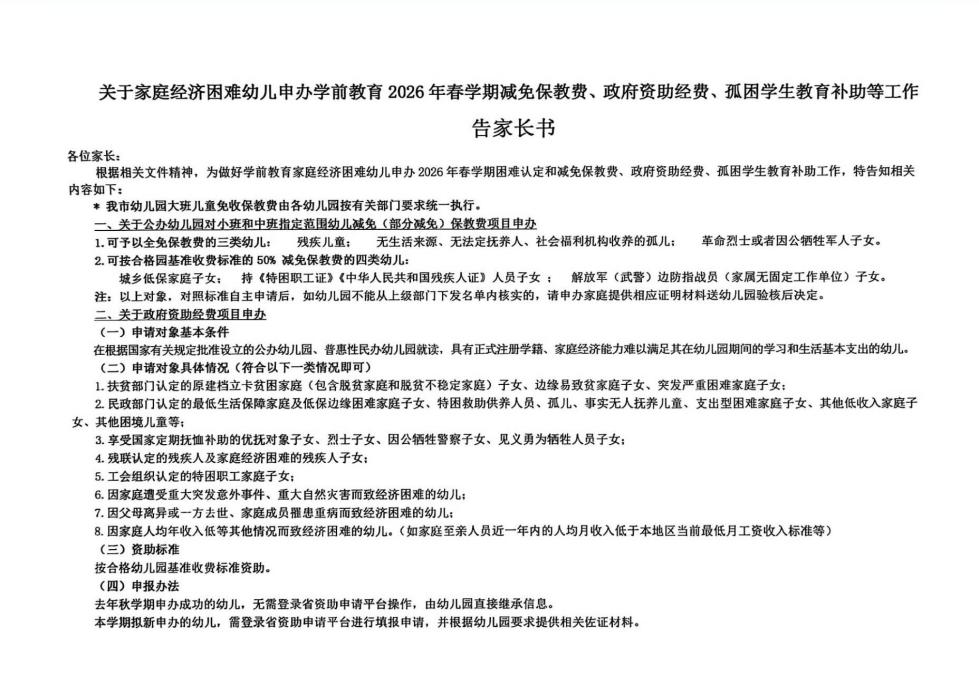 关于家庭经济困难幼儿申办学前教育 2026 年春学期减免保教费、政府资助经费、孤困学生教育补助等工作
告家长书
各位家长：
根据相关文件精神，为做好学前教育家庭经济困难幼儿申办 2026 年春学期困难认定和减免保教费、政府资助经费、孤困学生教育补助工作，特告知相关
内容如下：
* 我市幼儿园大班儿童免收保教费由各幼儿园按有关部门要求统一执行。
一、关于公办幼儿园对小班和中班指定范围幼儿减免（部分减免）保教费项目申办
1.可予以全免保教费的三类幼儿： 残疾儿童； 无生活来源、无法定抚养人、社会福利机构收养的孤儿； 革命烈士或者因公牺牲军人子女。
2.可按合格园基准收费标准的 50% 减免保教费的四类幼儿：
城乡低保家庭子女； 持《特困职工证》《中华人民共和国残疾人证》人员子女 ； 解放军（武警）边防指战员（家属无固定工作单位）子女。
注：以上对象，对照标准自主申请后，如幼儿园不能从上级部门下发名单内核实的，请申办家庭提供相应证明材料送幼儿园验核后决定。
二、关于政府资助经费项目申办
（一）申请对象基本条件
在根据国家有关规定批准设立的公办幼儿园、普惠性民办幼儿园就读，具有正式注册学籍、家庭经济能力难以满足其在幼儿园期间的学习和生活基本支出的幼儿。
（二）申请对象具体情况（符合以下一类情况即可）
1.扶贫部门认定的原建档立卡贫困家庭（包含脱贫家庭和脱贫不稳定家庭）子女、边缘易致贫家庭子女、突发严重困难家庭子女；
2.民政部门认定的最低生活保障家庭及低保边缘困难家庭子女、特困救助供养人员、孤儿、事实无人抚养儿童、支出型困难家庭子女、其他低收入家庭子
女、其他困境儿童等；
3.享受国家定期抚恤补助的优抚对象子女、烈士子女、因公牺牲警察子女、见义勇为牺牲人员子女；
4.残联认定的残疾人及家庭经济困难的残疾人子女；
5.工会组织认定的特困职工家庭子女；
6.因家庭遭受重大突发意外事件、重大自然灾害而致经济困难的幼儿；
7.因父母离异或一方去世、家庭成员罹患重病而致经济困难的幼儿；
8.因家庭人均年收入低等其他情况而致经济困难的幼儿。（如家庭至亲人员近一年内的人均月收入低于本地区当前最低月工资收入标准等）
（三）资助标准
按合格幼儿园基准收费标准资助。
（四）申报办法
去年秋学期申办成功的幼儿，无需登录省资助申请平台操作，由幼儿园直接继承信息。
本学期拟新申办的幼儿，需登录省资助申请平台进行填报申请，并根据幼儿园要求提供相关佐证材料。